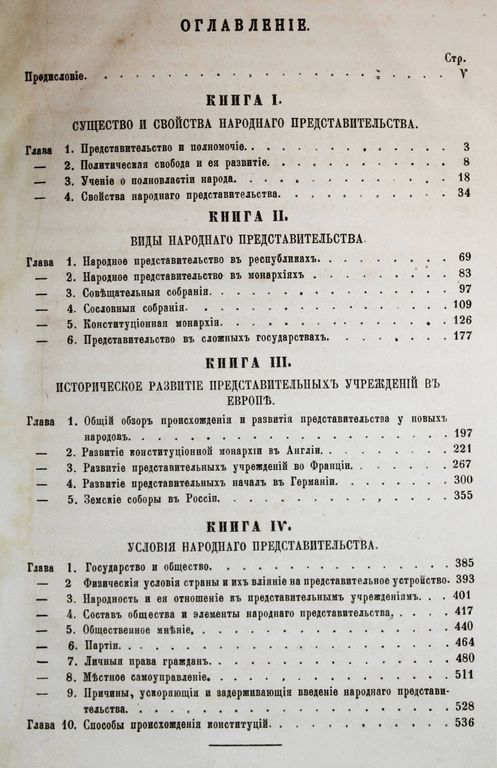 ОГЛАВЛЕНІЕ.
Стр.
Предисловіе. V
КНИГА I.
СУЩЕСТВО И СВОЙСТВА НАРОДНАГО ПРЕДСТАВИТЕЛЬСТВА.
Глава 1. Представительство и полномочіе. 3
— 2. Политическая свобода и ея развитіе. 8
— 3. Ученіе о полновластіи народа. 18
— 4. Свойства народнаго представительства. 34
КНИГА II.
ВИДЫ НАРОДНАГО ПРЕДСТАВИТЕЛЬСТВА.
Глава 1. Народное представительство въ республикахъ. 69
— 2. Народное представительство въ монархіяхъ . 83
— 3. Совѣщательныя собранія. 97
— 4. Сословныя собранія. 109
— 5. Конституціонная монархія. 126
— 6. Представительство въ сложныхъ государствахъ. 177
КНИГА III.
ИСТОРИЧЕСКОЕ РАЗВИТІЕ ПРЕДСТАВИТЕЛЬНЫХЪ УЧРЕЖДЕНІЙ ВЪ
ЕВРОПѢ.
Глава 1. Общій обзоръ происхожденія и развитія представительства у новыхъ
народовъ. 197
— 2. Развитіе конституціонной монархіи въ Англіи. 221
— 3. Развитіе представительныхъ учрежденій во Франціи. 267
— 4. Развитіе представительныхъ началъ въ Германіи. 300
— 5. Земскіе соборы въ Россіи. 355
КНИГА IV.
УСЛОВІЯ НАРОДНАГО ПРЕДСТАВИТЕЛЬСТВА.
Глава 1. Государство и общество. 385
— 2 Физическія условія страны и ихъ вліяніе на представительное устройство. 393
— 3. Народность и ея отношеніе къ представительнымъ учрежденіямъ. 401
— 4. Составъ общества и элементы народнаго представительства. 417
— 5. Общественное мнѣніе. 440
— 6. Партіи. 464
— 7. Личныя права гражданъ. 480
— 8. Мѣстное самоуправленіе. 511
— 9. Причины, ускоряющія и задерживающія введеніе народнаго представи-
тельства. 528
Глава 10. Способы происхожденія конституцій. 536